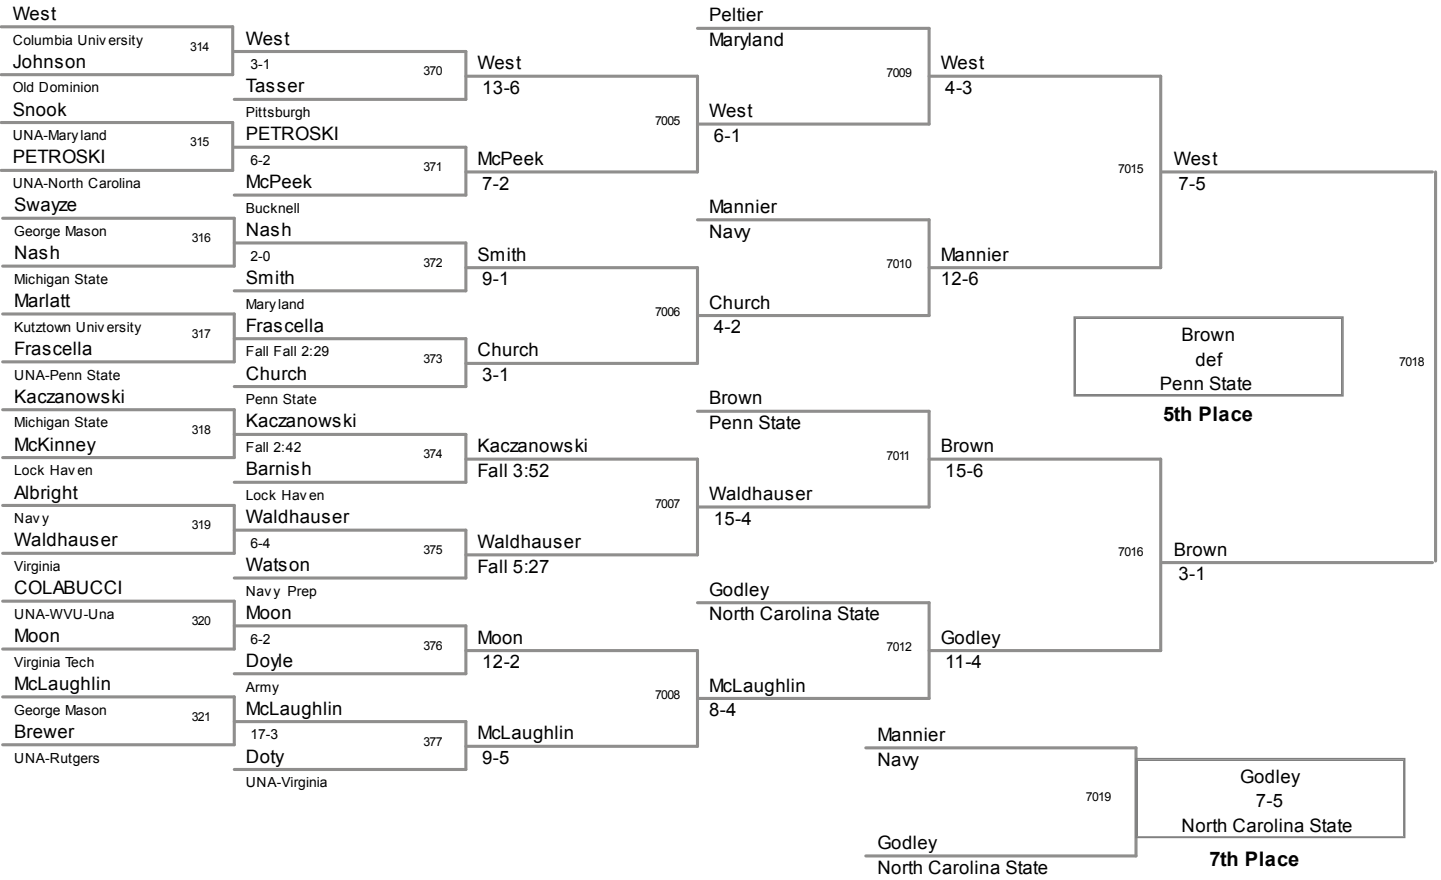 West
Columbia University
314
Johnson
Old Dominion
Snook
UNA-Maryland
315
PETROSKI
UNA-North Carolina
Swayze
George Mason
316
Nash
Michigan State
Marlatt
Kutztown University
317
Frascella
UNA-Penn State
Kaczanowski
Michigan State
318
McKinney
Lock Haven
Albright
Navy
319
Waldhauser
Virginia
COLABUCCI
UNA-WVU-Una
320
Moon
Virginia Tech
McLaughlin
George Mason
321
Brewer
UNA-Rutgers
West
3-1
370
Tasser
Pittsburgh
PETROSKI
6-2
371
McPeek
Bucknell
Nash
2-0
372
Smith
Maryland
Frascella
Fall Fall 2:29
373
Church
Penn State
Kaczanowski
Fall 2:42
374
Barnish
Lock Haven
Waldhauser
6-4
375
Watson
Navy Prep
Moon
6-2
376
Doyle
Army
McLaughlin
17-3
377
Doty
UNA-Virginia
West
13-6
7005
McPeek
7-2
Smith
9-1
7006
Church
3-1
Kaczanowski
Fall 3:52
7007
Waldhauser
Fall 5:27
Moon
12-2
7008
McLaughlin
9-5
Peltier
Maryland
7009
West
6-1
Mannier
Navy
7010
Church
4-2
Brown
Penn State
7011
Waldhauser
15-4
Godley
North Carolina State
7012
McLaughlin
8-4
West
4-3
7015
Mannier
12-6
Brown
15-6
7016
Godley
11-4
West
7-5
7018
Brown
3-1
Brown
def
Penn State
5th Place
Mannier
Navy
7019
Godley
North Carolina State
Godley
7-5
North Carolina State
7th Place